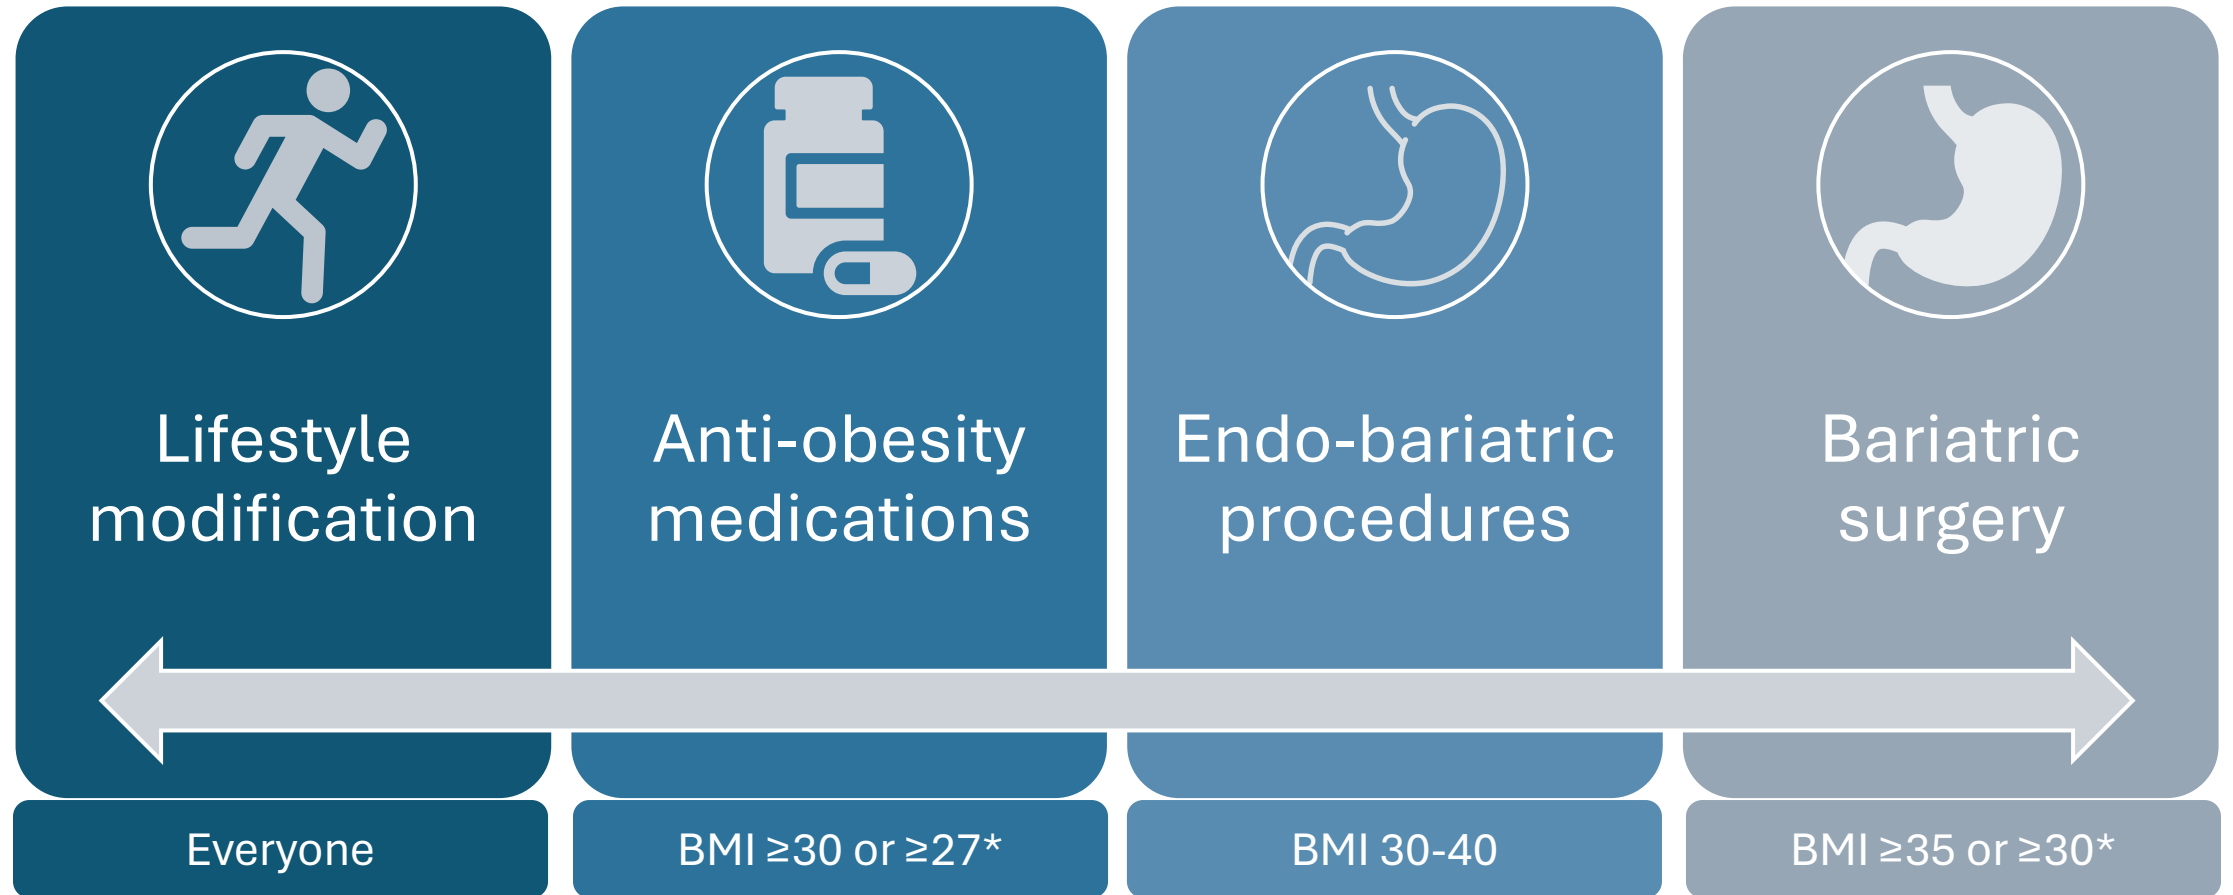 Lifestyle
modification
Anti-obesity
medications
Endo-bariatric
procedures
Bariatric
surgery
Everyone
BMI ≥30 or ≥27*
BMI 30-40
BMI ≥35 or ≥30*